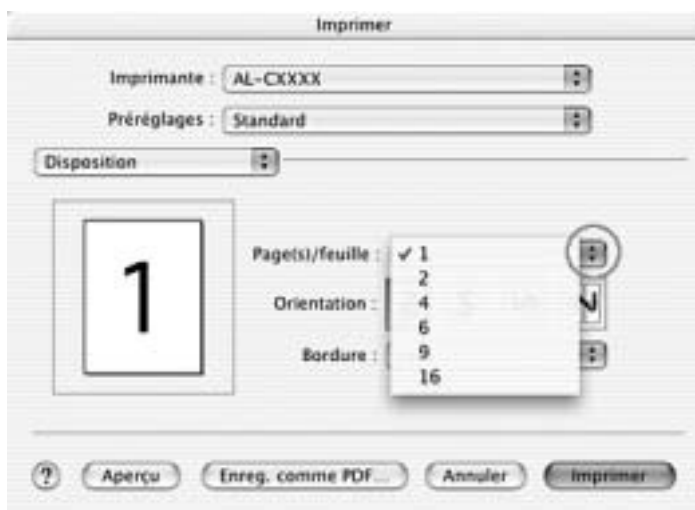 Imprimer
Imprimante : AL-CXXXX
Préréglages : Standard
Disposition
1
Page(s)/feuille : ✓ 1
2
Orientation : 4
6
Bordure : 9
16
? Aperçu Enreg. comme PDF... Annuler Imprimer